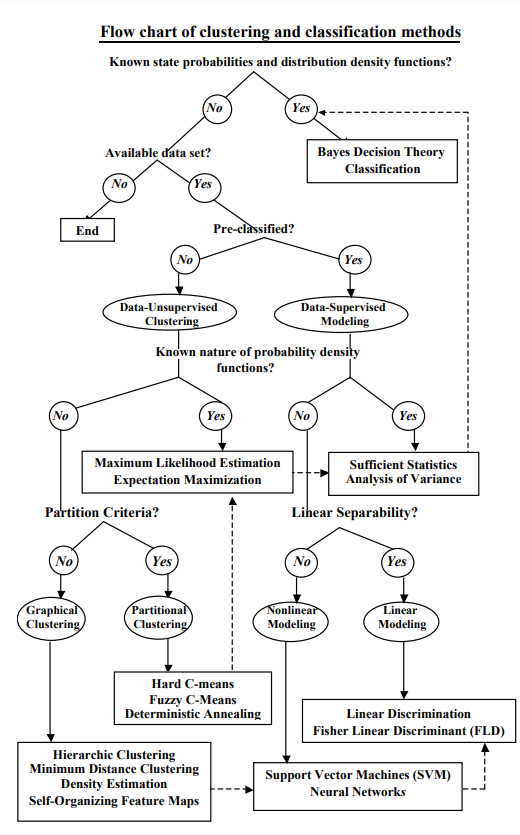 Flow chart of clustering and classification methods
Known state probabilities and distribution density functions?
No
Yes
Available data set?
Bayes Decision Theory
Classification
No
Yes
End
Pre-classified?
No
Yes
Data-Unsupervised
Clustering
Data-Supervised
Modeling
Known nature of probability density
functions?
No
Yes
No
Yes
Maximum Likelihood Estimation
Expectation Maximization
Sufficient Statistics
Analysis of Variance
Partition Criteria?
Linear Separability?
No
Yes
No
Yes
Graphical
Clustering
Partitional
Clustering
Nonlinear
Modeling
Linear
Modeling
Hard C-means
Fuzzy C-Means
Deterministic Annealing
Linear Discrimination
Fisher Linear Discriminant (FLD)
Hierarchic Clustering
Minimum Distance Clustering
Density Estimation
Self-Organizing Feature Maps
Support Vector Machines (SVM)
Neural Networks